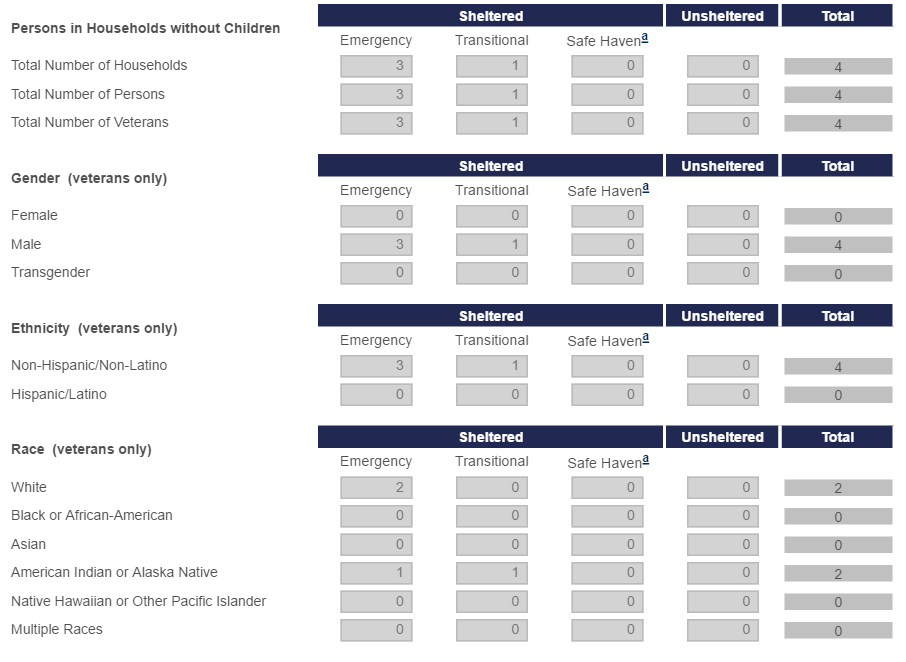 Persons in Households without Children Sheltered Unsheltered Total
Emergency Transitional Safe Haven a
Total Number of Households 3 1 0 0 4
Total Number of Persons 3 1 0 0 4
Total Number of Veterans 3 1 0 0 4
Gender (veterans only) Sheltered Unsheltered Total
Emergency Transitional Safe Haven a
Female 0 0 0 0 0
Male 3 1 0 0 4
Transgender 0 0 0 0 0
Ethnicity (veterans only) Sheltered Unsheltered Total
Emergency Transitional Safe Haven a
Non-Hispanic/Non-Latino 3 1 0 0 4
Hispanic/Latino 0 0 0 0 0
Race (veterans only) Sheltered Unsheltered Total
Emergency Transitional Safe Haven a
White 2 0 0 0 2
Black or African-American 0 0 0 0 0
Asian 0 0 0 0 0
American Indian or Alaska Native 1 1 0 0 2
Native Hawaiian or Other Pacific Islander 0 0 0 0 0
Multiple Races 0 0 0 0 0